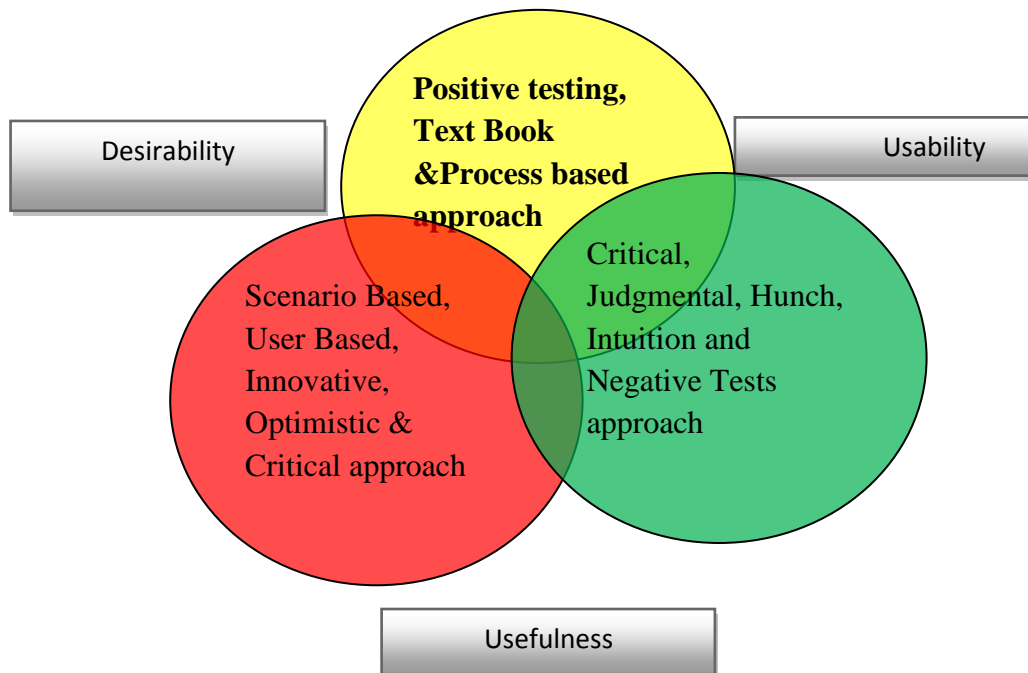 Positive testing,
Text Book
&Process based
approach
Desirability
Usability
Scenario Based,
User Based,
Innovative,
Optimistic &
Critical approach
Critical,
Judgmental, Hunch,
Intuition and
Negative Tests
approach
Usefulness